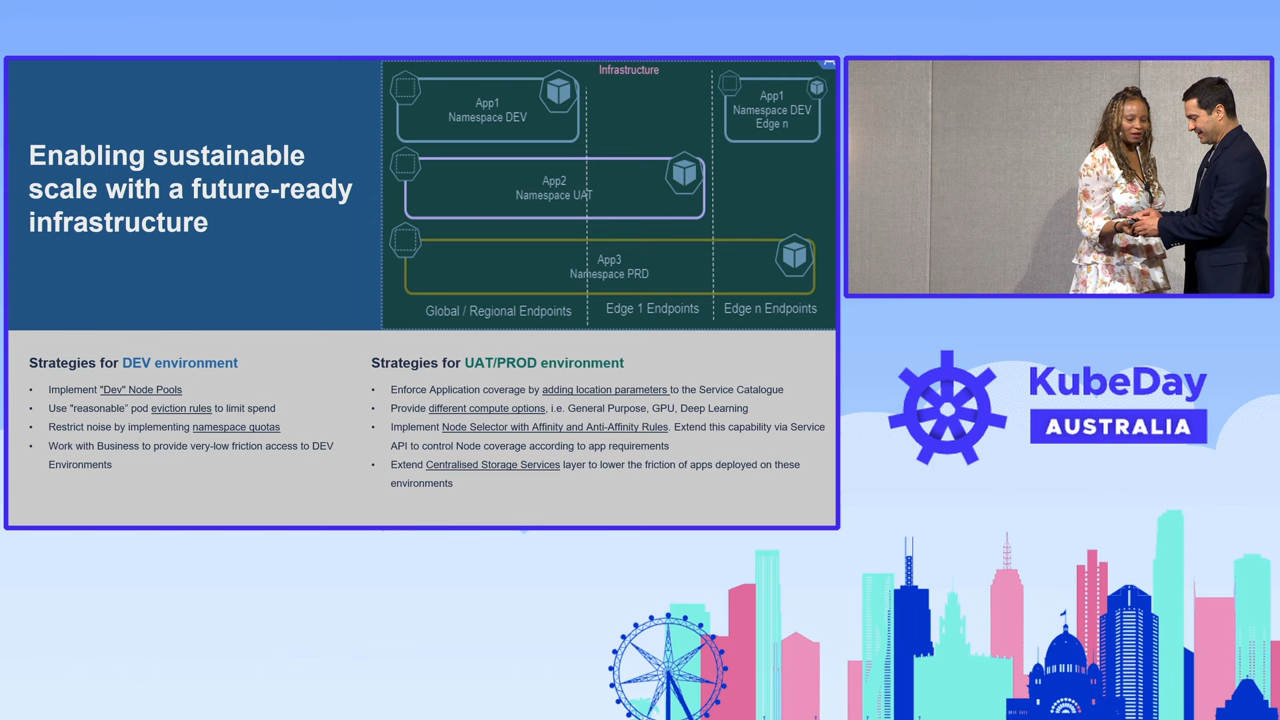 Enabling sustainable
scale with a future-ready
infrastructure
Infrastructure
App1
Namespace DEV
App1
Namespace DEV
Edge n
App2
Namespace UAT
App3
Namespace PRD
Global / Regional Endpoints
Edge 1 Endpoints
Edge n Endpoints
Strategies for DEV environment
• Implement "Dev" Node Pools
• Use "reasonable” pod eviction rules to limit spend
• Restrict noise by implementing namespace quotas
• Work with Business to provide very-low friction access to DEV
Environments
Strategies for UAT/PROD environment
• Enforce Application coverage by adding location parameters to the Service Catalogue
• Provide different compute options, i.e. General Purpose, GPU, Deep Learning
• Implement Node Selector with Affinity and Anti-Affinity Rules. Extend this capability via Service
API to control Node coverage according to app requirements
• Extend Centralised Storage Services layer to lower the friction of apps deployed on these
environments
KubeDay
AUSTRALIA